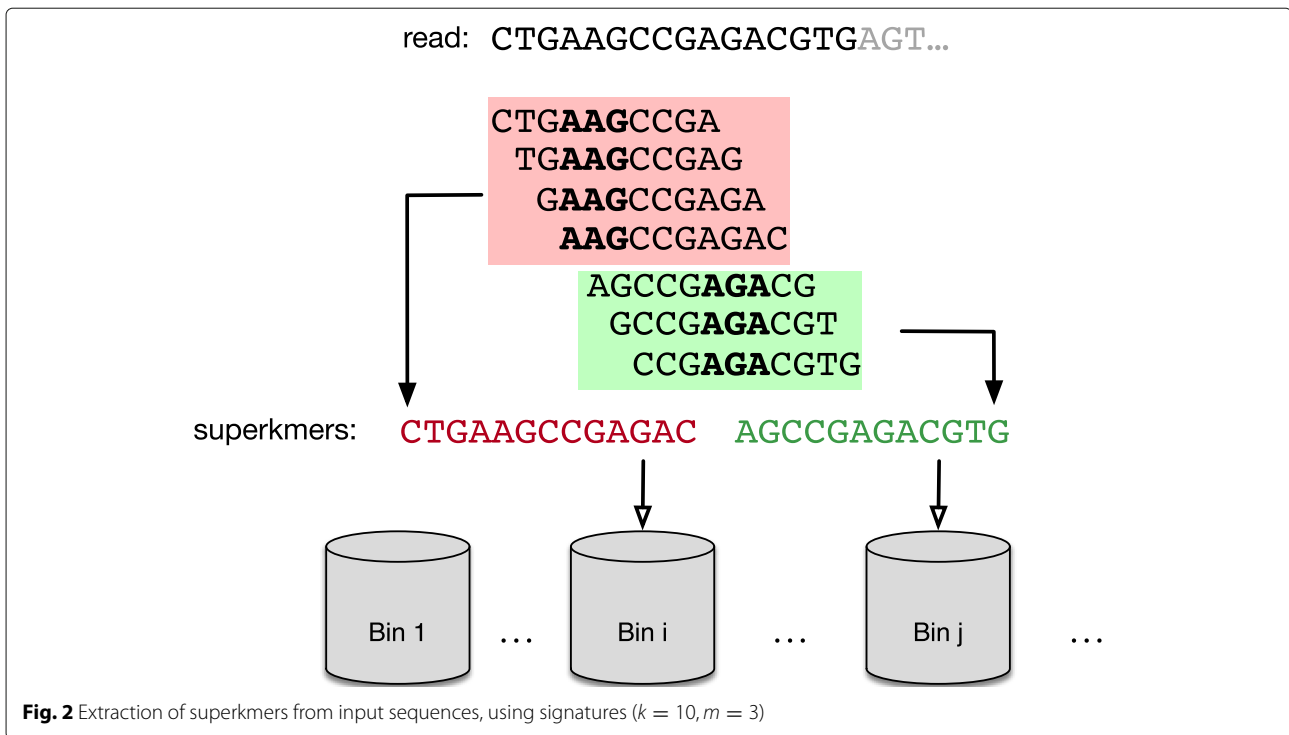 read: CTGAAGCCGAGACGTGAGT...
CTGAAGCCGA
TGAAGCCGAG
GAAGCCGAGA
AAGCCGAGAC
AGCCGAGACG
GCCGAGACGT
CCGAGACGTG
superkmers: CTGAAGCCGAGAC AGCCGAGACGTG
Bin 1 ... Bin i ... Bin j ...
Fig. 2 Extraction of superkmers from input sequences, using signatures (k = 10, m = 3)